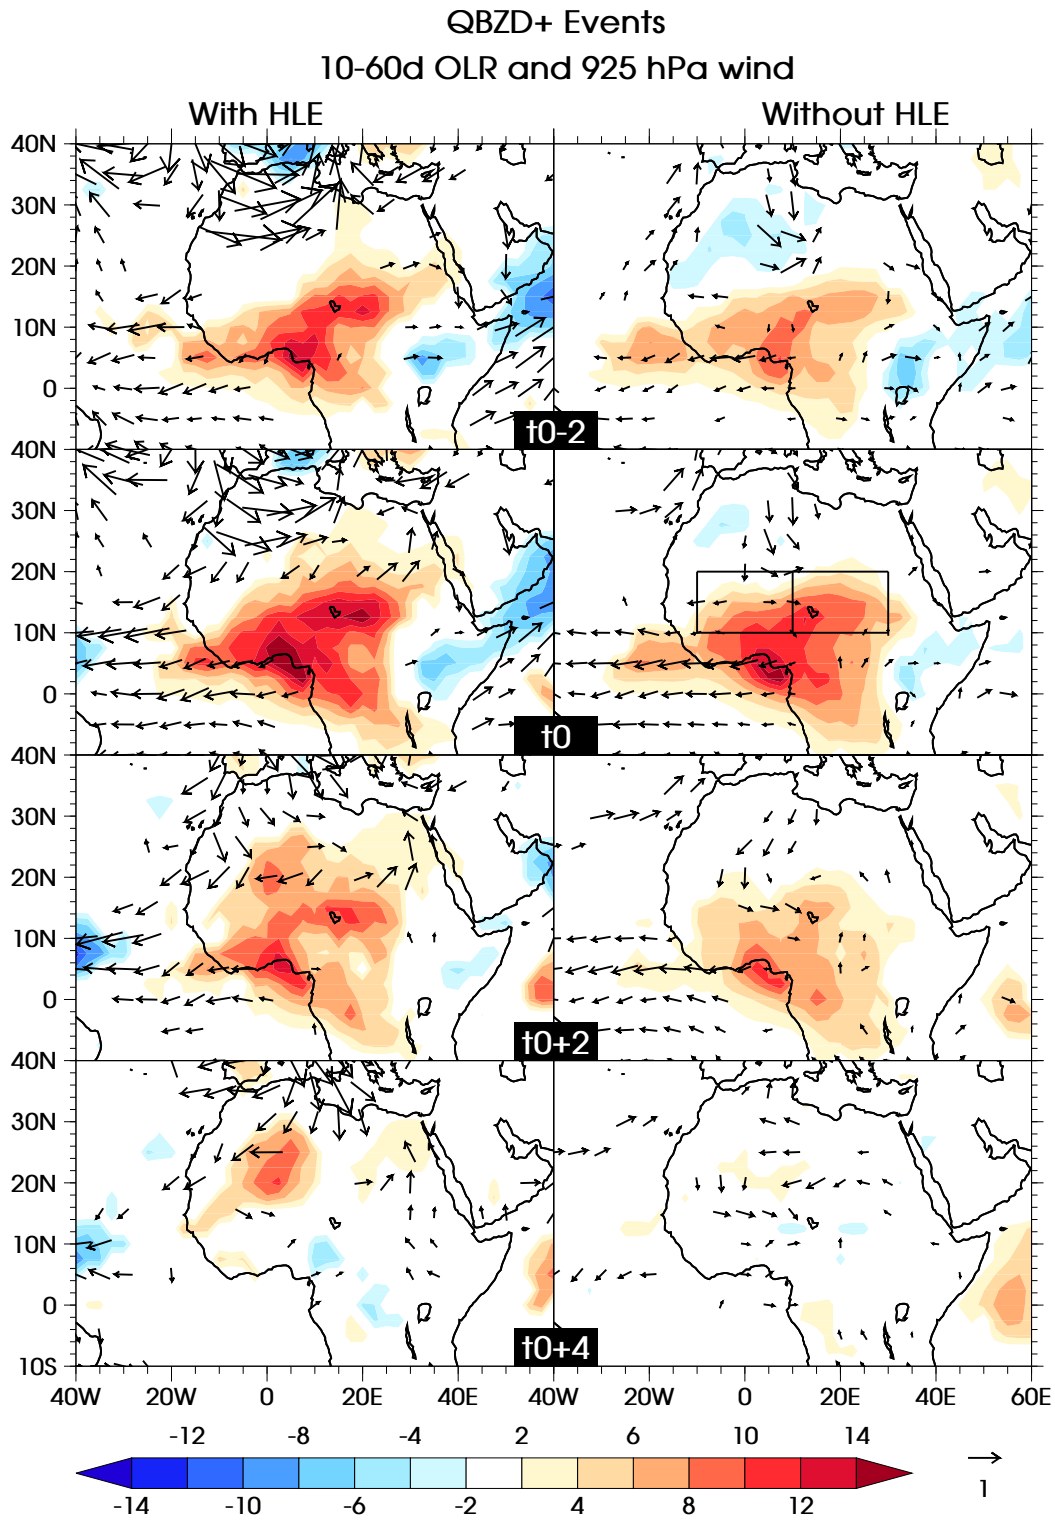 QBZD+ Events
10-60d OLR and 925 hPa wind
With HLE
Without HLE
40N
30N
20N
10N
0
t0-2
40N
30N
20N
10N
0
t0
40N
30N
20N
10N
0
t0+2
40N
30N
20N
10N
0
10S
t0+4
40W 20W 0 20E 40E 40W 20W 0 20E 40E 60E
-12 -8 -4 2 6 10 14
-14 -10 -6 -2 4 8 12
1